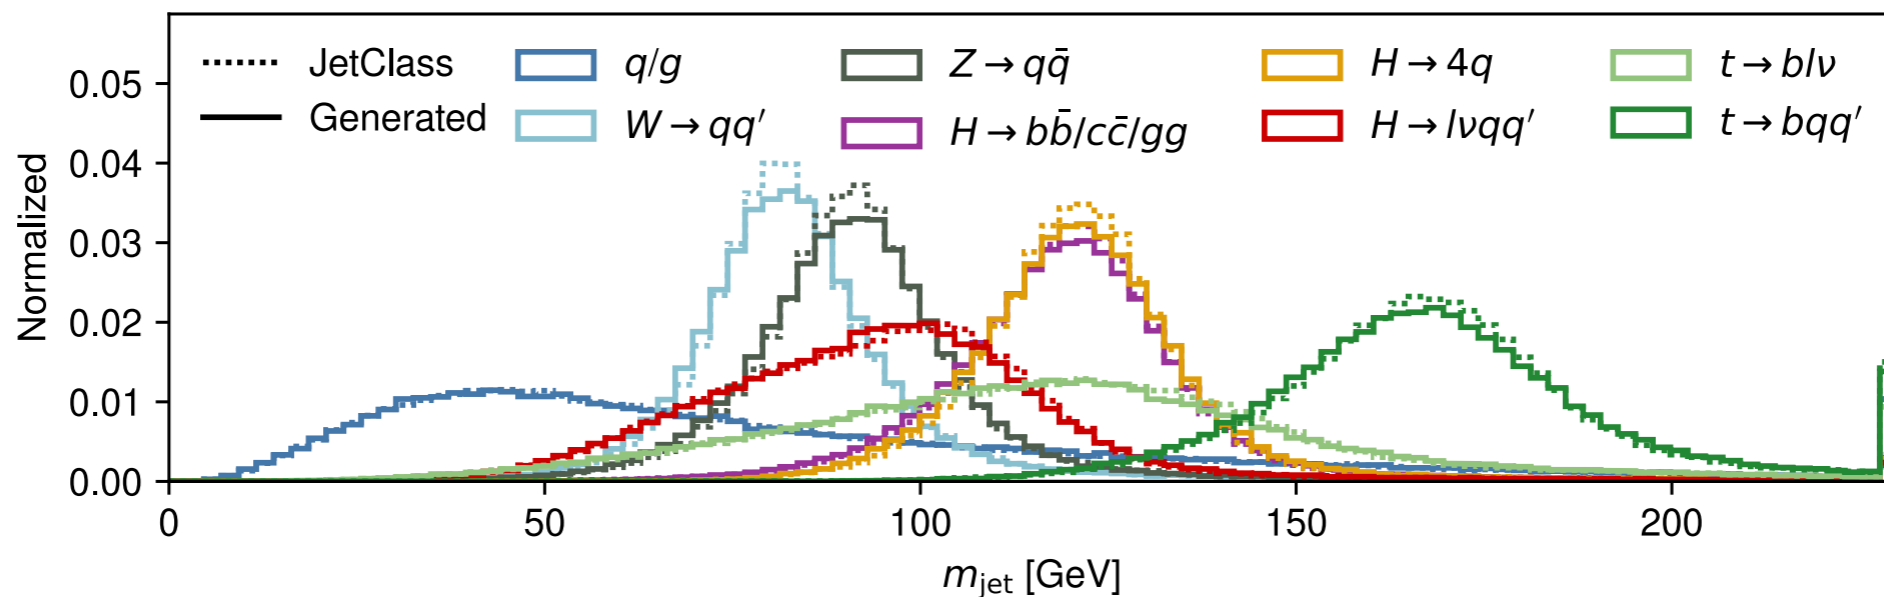 JetClass
Generated
q/g
W → qq′
Z → qq̄
H → bb̄/cc̄/gg
H → 4q
H → lνqq′
t → blν
t → bqq′
Normalized
0.05
0.04
0.03
0.02
0.01
0.00
0 50 100 150 200
m_jet [GeV]